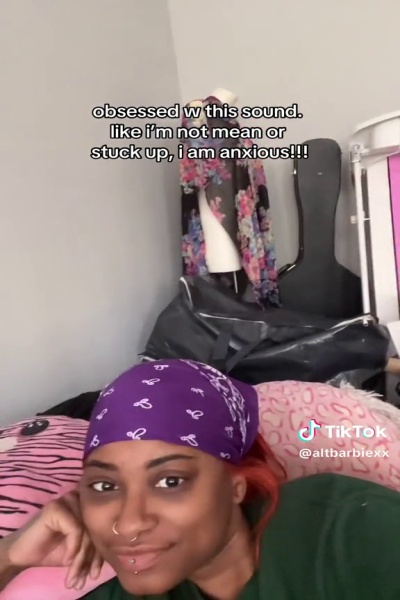 obsessed w this sound.
like i'm not mean or
stuck up, i am anxious!!!
TikTok
@altbarbiexx